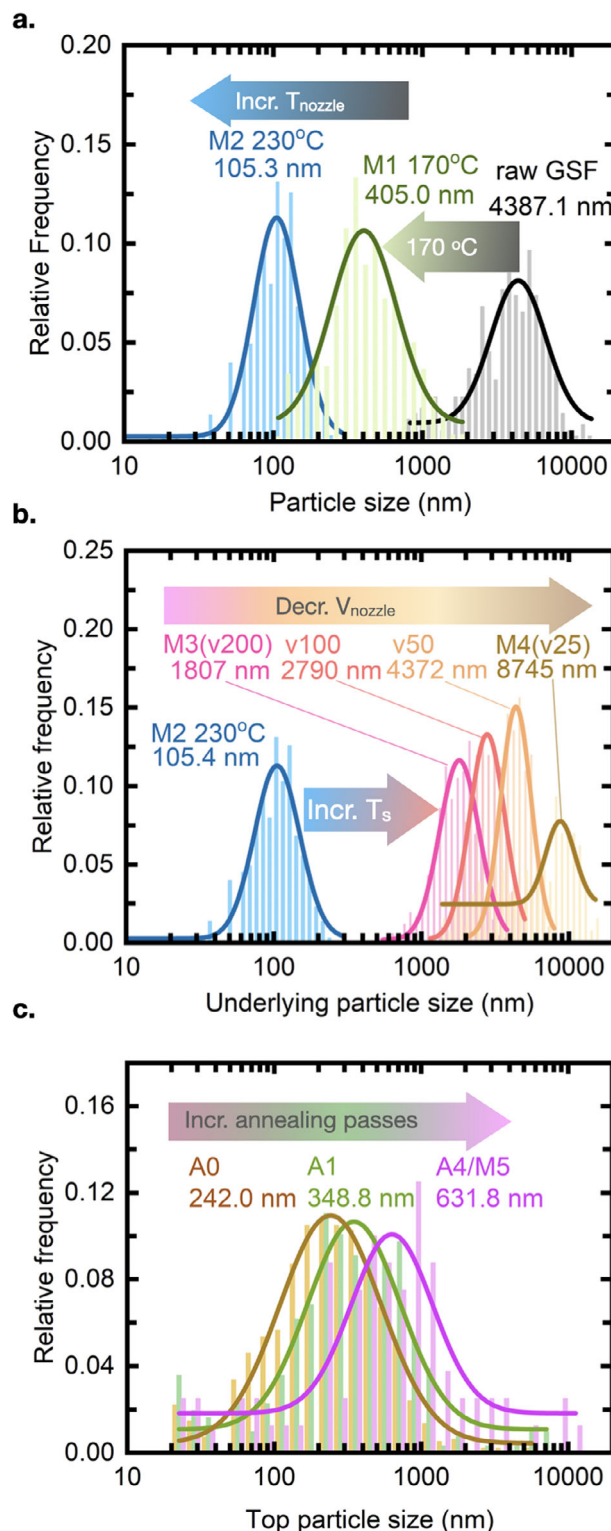 a.
0.20
0.15
0.10
0.05
0.00
Relative Frequency
Incr. Tnozzle
M2 230°C
105.3 nm
M1 170°C
405.0 nm
raw GSF
4387.1 nm
170 °C
10 100 1000 10000
Particle size (nm)
b.
0.25
0.20
0.15
0.10
0.05
0.00
Relative frequency
Decr. Vnozzle
M3(v200) v100 v50 M4(v25)
1807 nm 2790 nm 4372 nm 8745 nm
M2 230°C
105.4 nm
Incr. Ts
10 100 1000 10000
Underlying particle size (nm)
c.
0.16
0.12
0.08
0.04
0.00
Relative frequency
Incr. annealing passes
A0 A1 A4/M5
242.0 nm 348.8 nm 631.8 nm
10 100 1000 10000
Top particle size (nm)